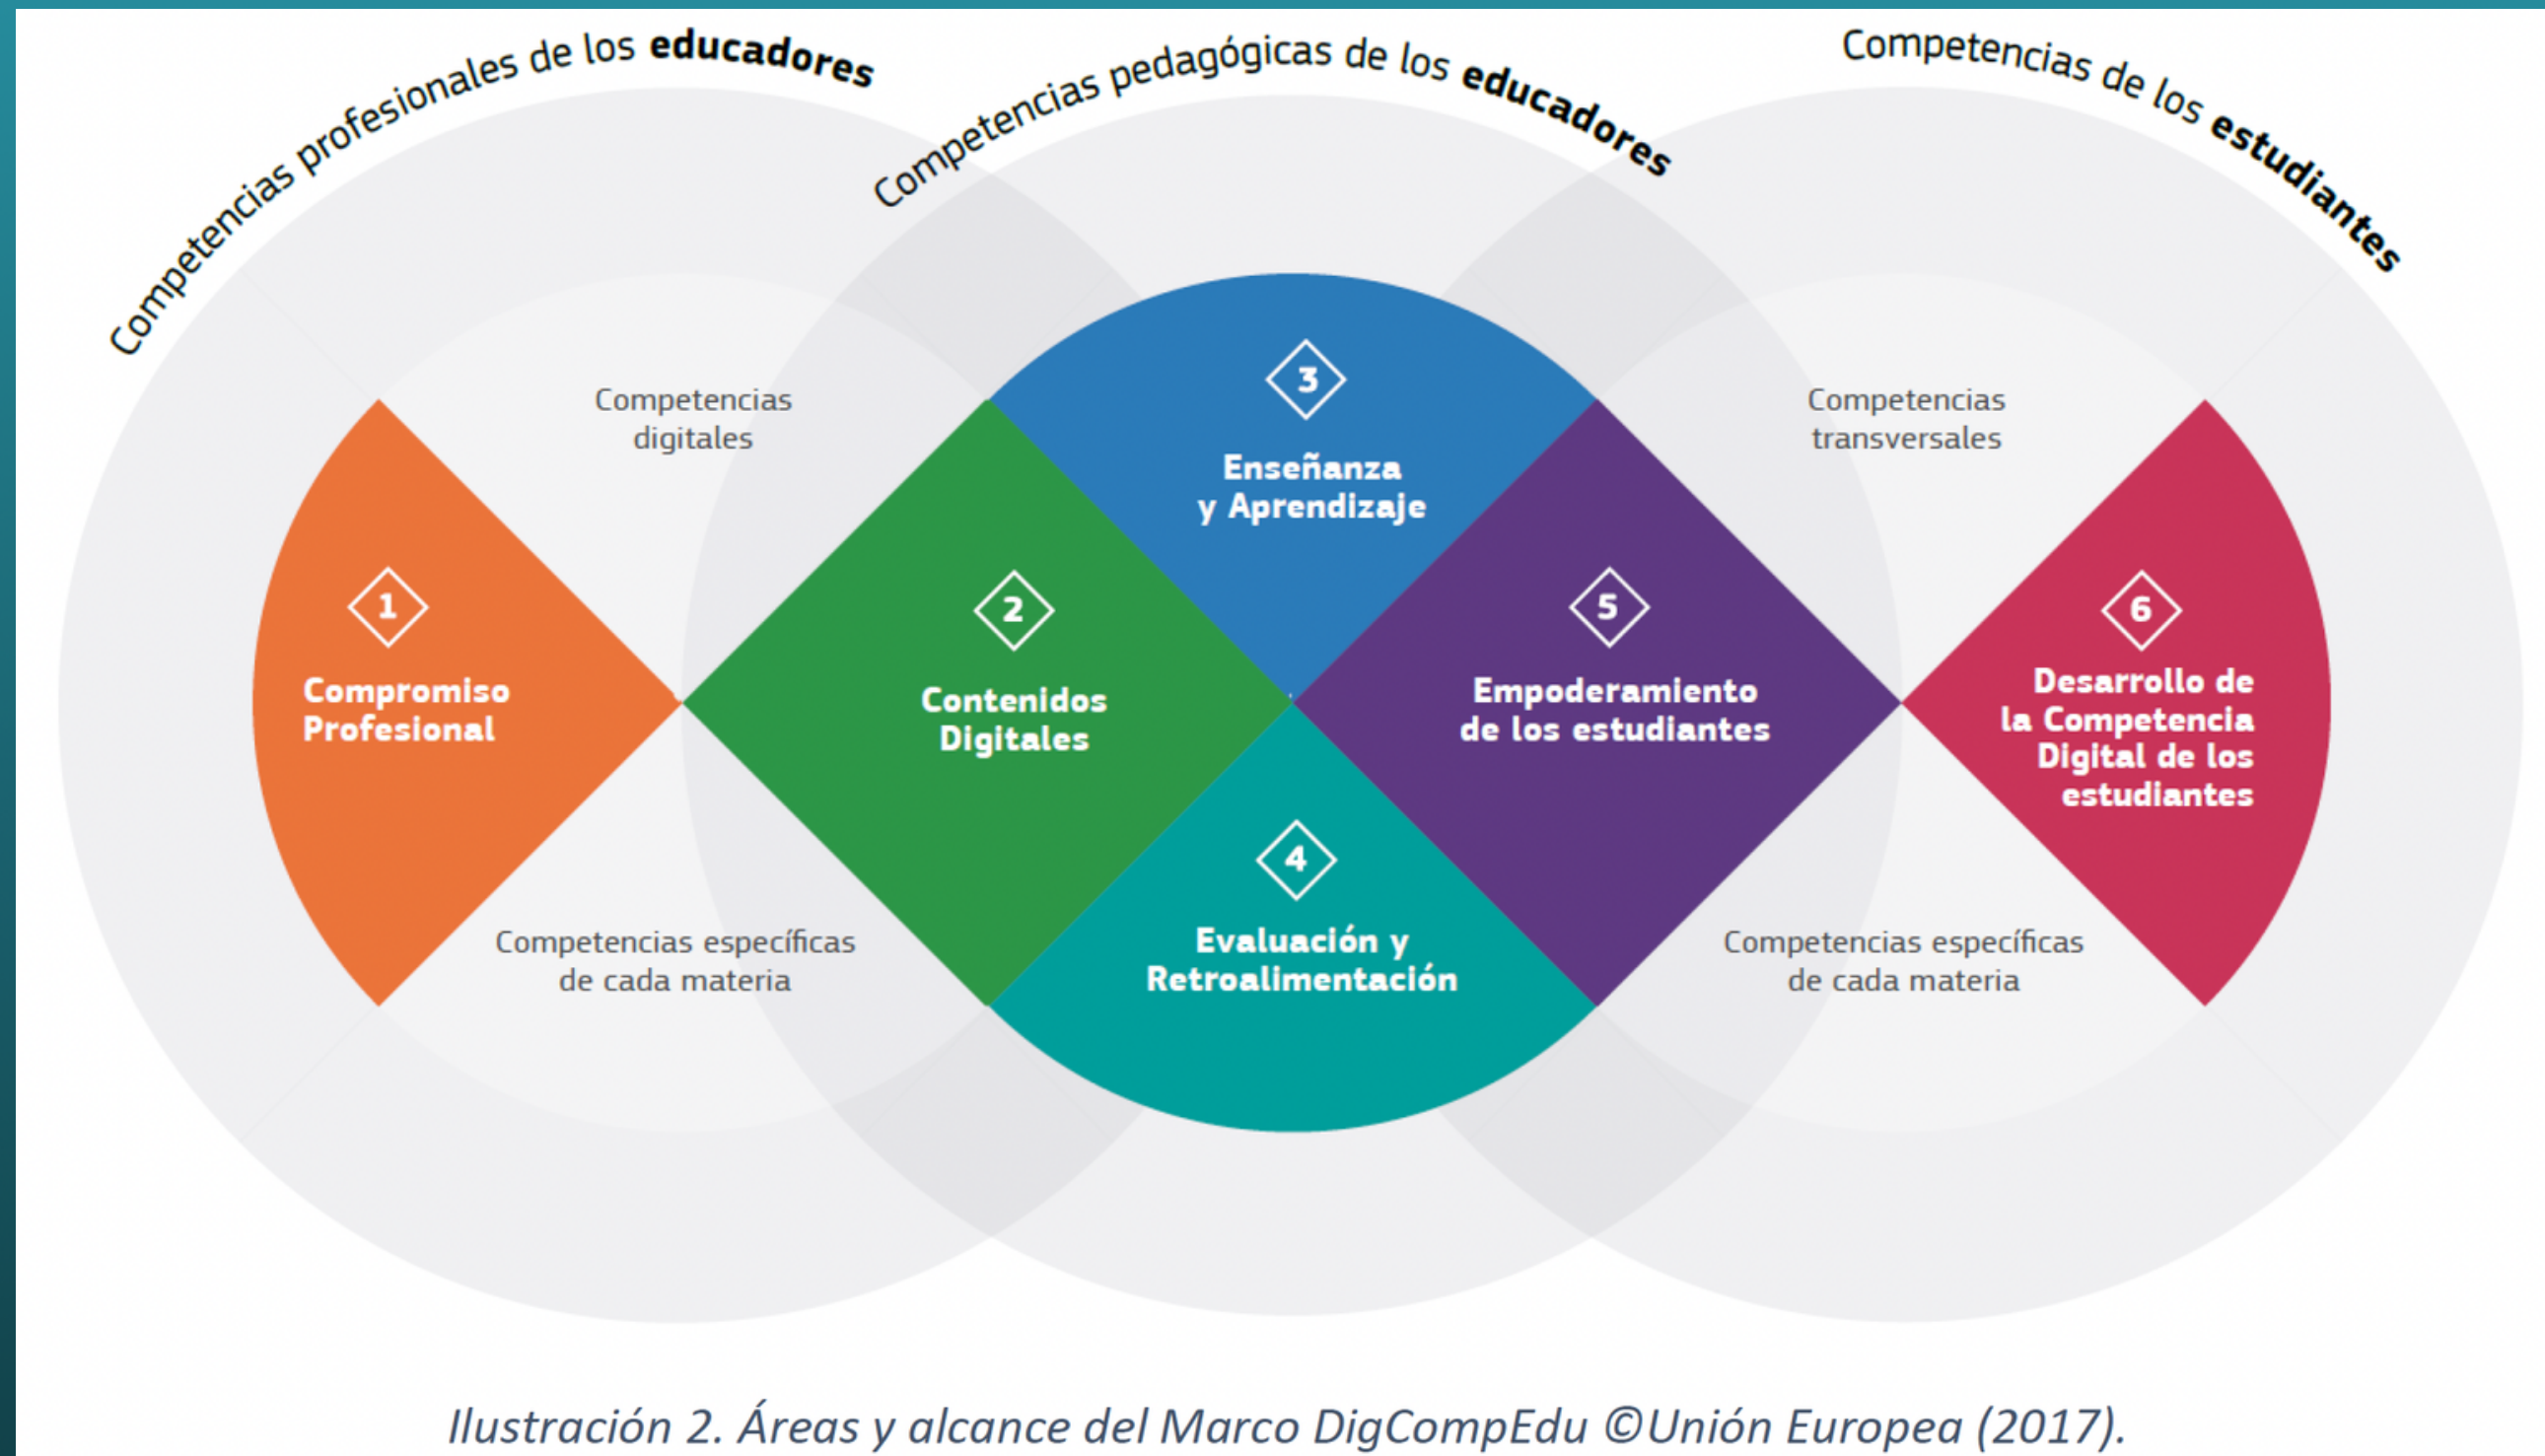 Competencias profesionales de los educadores
Competencias pedagógicas de los educadores
Competencias de los estudiantes
Competencias
digitales
Competencias
transversales
1
Compromiso
Profesional
2
Contenidos
Digitales
3
Enseñanza
y Aprendizaje
4
Evaluación y
Retroalimentación
5
Empoderamiento
de los estudiantes
6
Desarrollo de
la Competencia
Digital de los
estudiantes
Competencias específicas
de cada materia
Competencias específicas
de cada materia
Ilustración 2. Áreas y alcance del Marco DigCompEdu ©Unión Europea (2017).